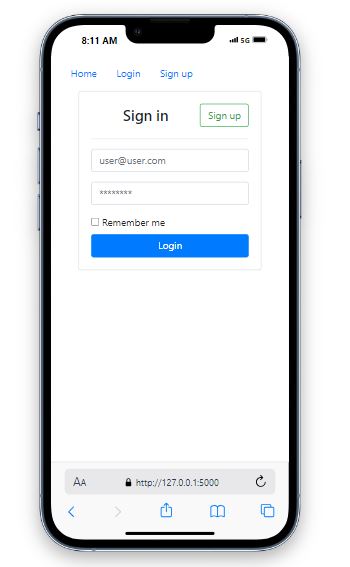 8:11 AM 5G
Home Login Sign up
Sign in Sign up
user@user.com
********
Remember me
Login
AA http://127.0.0.1:5000